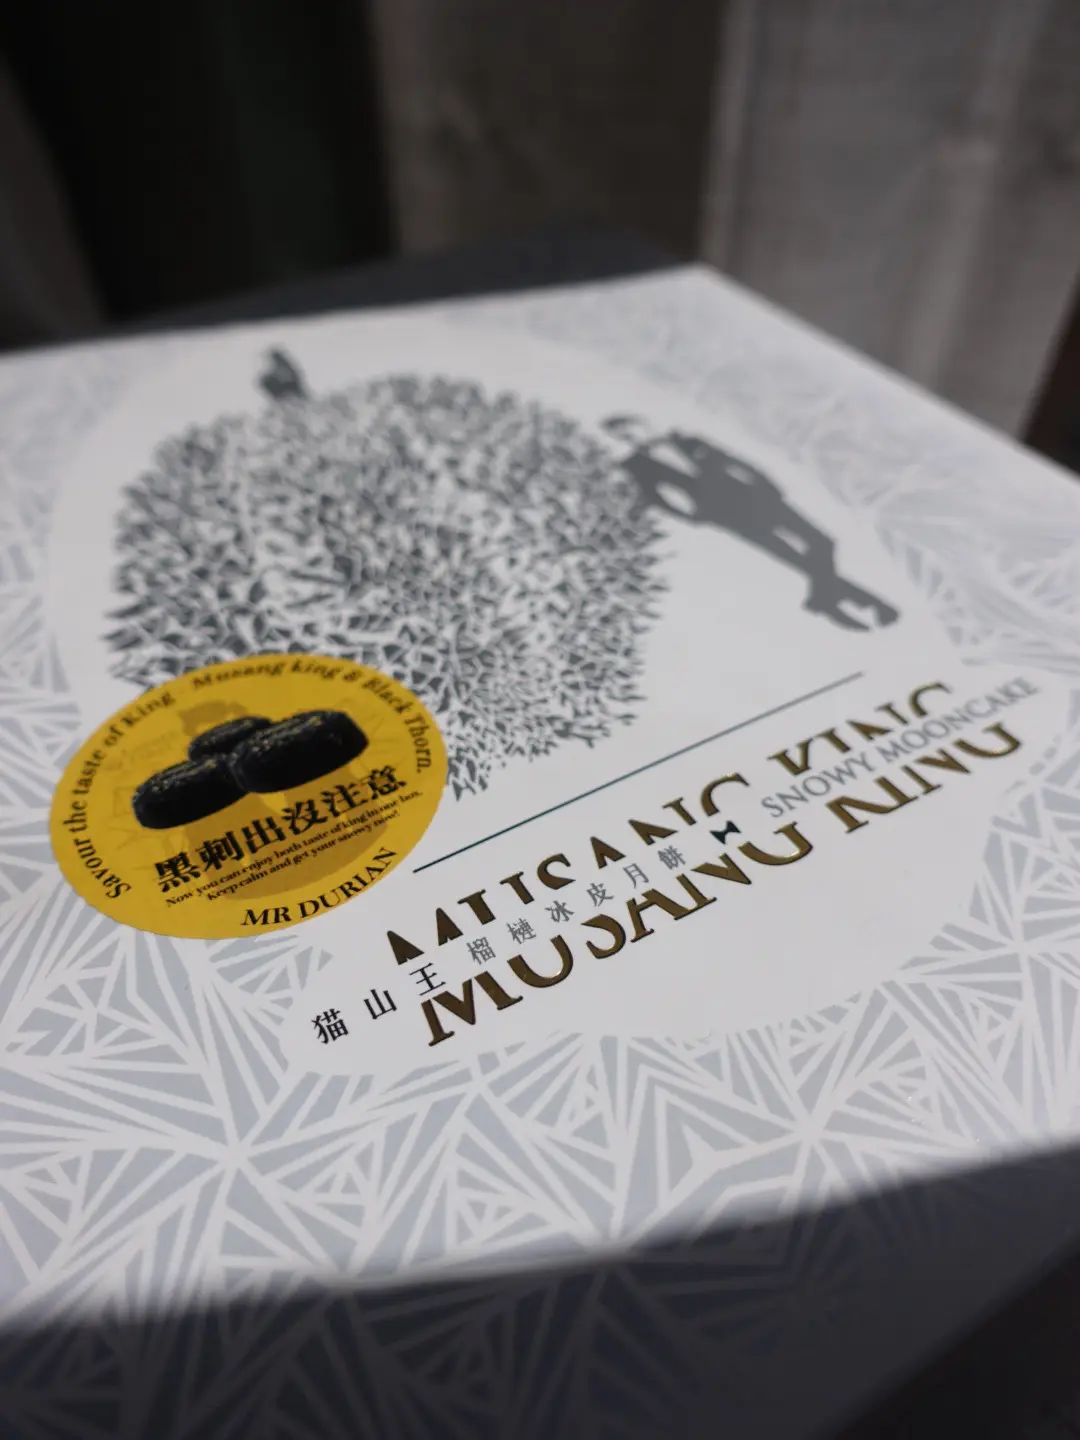 Savour the taste of King Musang king & Black Thorn.
黑刺出沒注意
Now you can enjoy both taste of king in one box.
Keep calm and get your snowy now!
MR DURIAN
MUSANG KING
猫山王榴槤冰皮月餅 SNOWY MOONCAKE